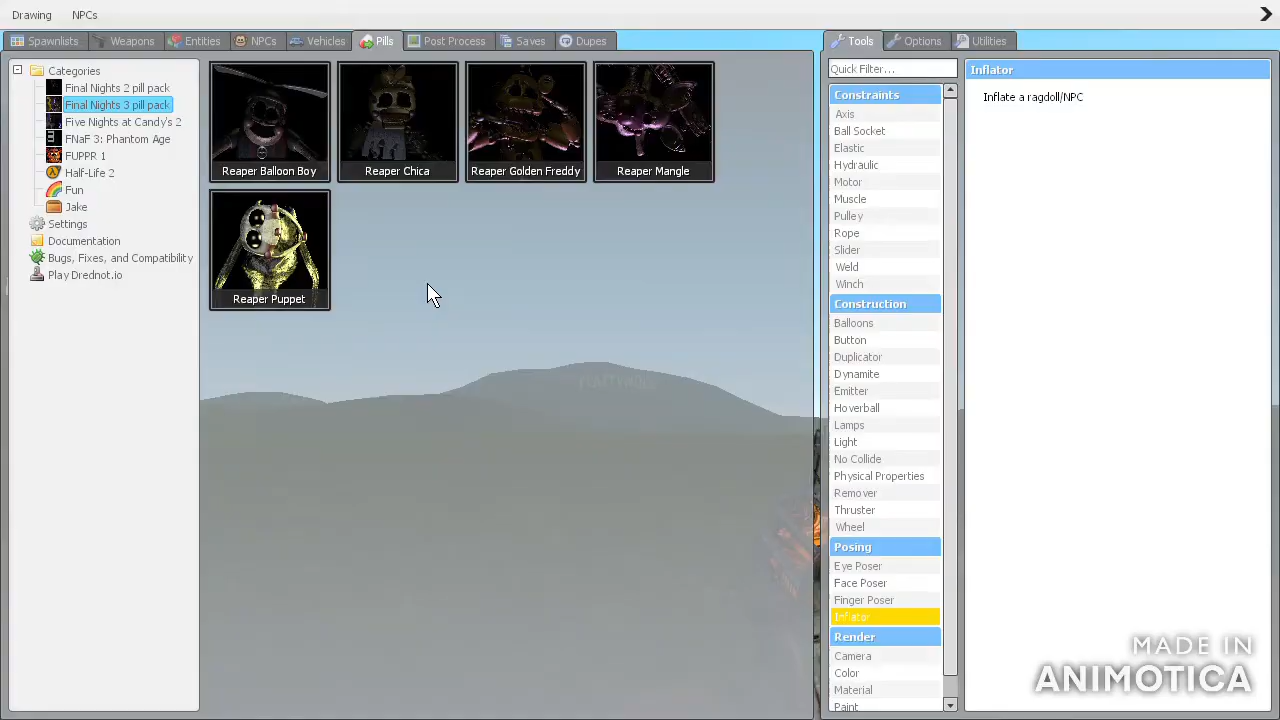 Drawing NPCs
Spawnlists Weapons Entities NPCs Vehicles Pills Post Process Saves Dupes
Categories
Final Nights 2 pill pack
Final Nights 3 pill pack
Five Nights at Candy's 2
FNaF 3: Phantom Age
FUPPR 1
Half-Life 2
Fun
Jake
Settings
Documentation
Bugs, Fixes, and Compatibility
Play Drednot.io
Reaper Balloon Boy Reaper Chica Reaper Golden Freddy Reaper Mangle
Reaper Puppet
Tools Options Utilities
Quick Filter...
Constraints
Axis
Ball Socket
Elastic
Hydraulic
Motor
Muscle
Pulley
Rope
Slider
Weld
Winch
Construction
Balloons
Button
Duplicator
Dynamite
Emitter
Hoverball
Lamps
Light
No Collide
Physical Properties
Remover
Thruster
Wheel
Posing
Eye Poser
Face Poser
Finger Poser
Inflator
Render
Camera
Color
Material
Paint
Inflator
Inflate a ragdoll/NPC
MADE IN
ANIMOTICA